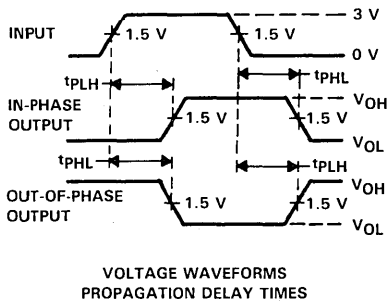 3 V
INPUT 1.5 V 1.5 V
0 V
tPLH tPHL
IN-PHASE OUTPUT 1.5 V 1.5 V VOH
VOL
tPHL tPLH
OUT-OF-PHASE OUTPUT 1.5 V 1.5 V VOH
VOL
VOLTAGE WAVEFORMS
PROPAGATION DELAY TIMES